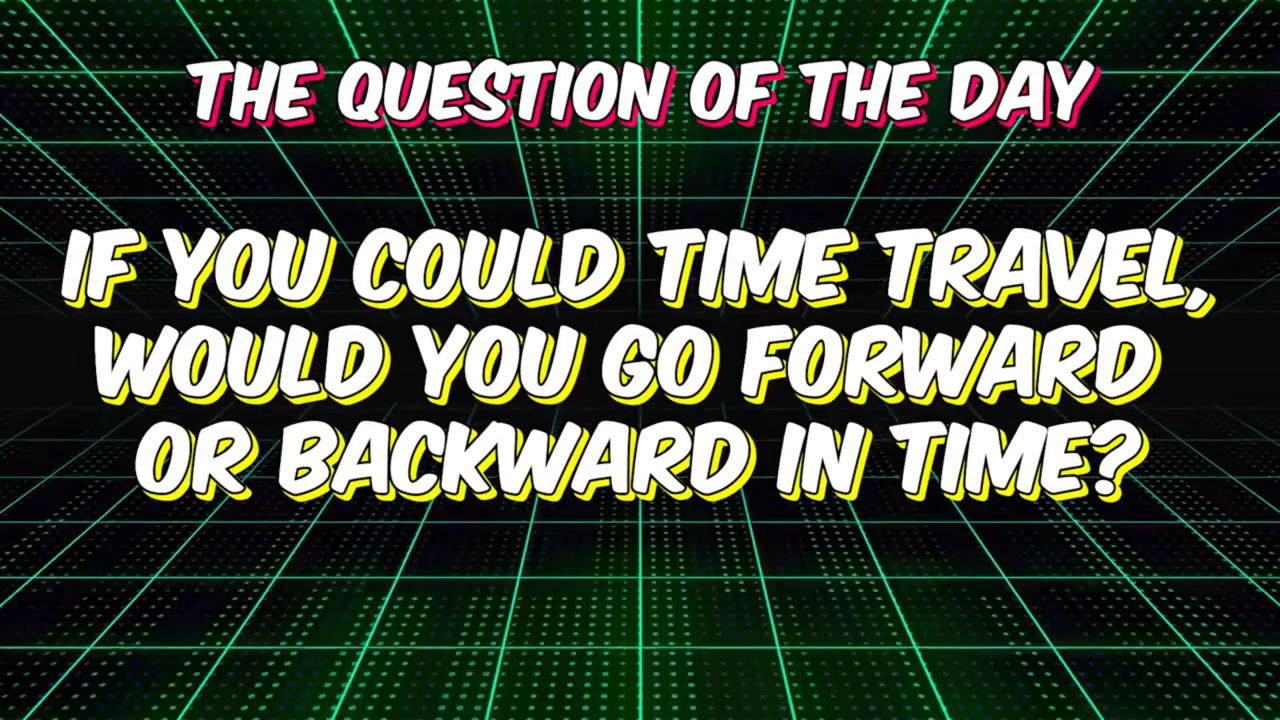 THE QUESTION OF THE DAY
IF YOU COULD TIME TRAVEL,
WOULD YOU GO FORWARD
OR BACKWARD IN TIME?